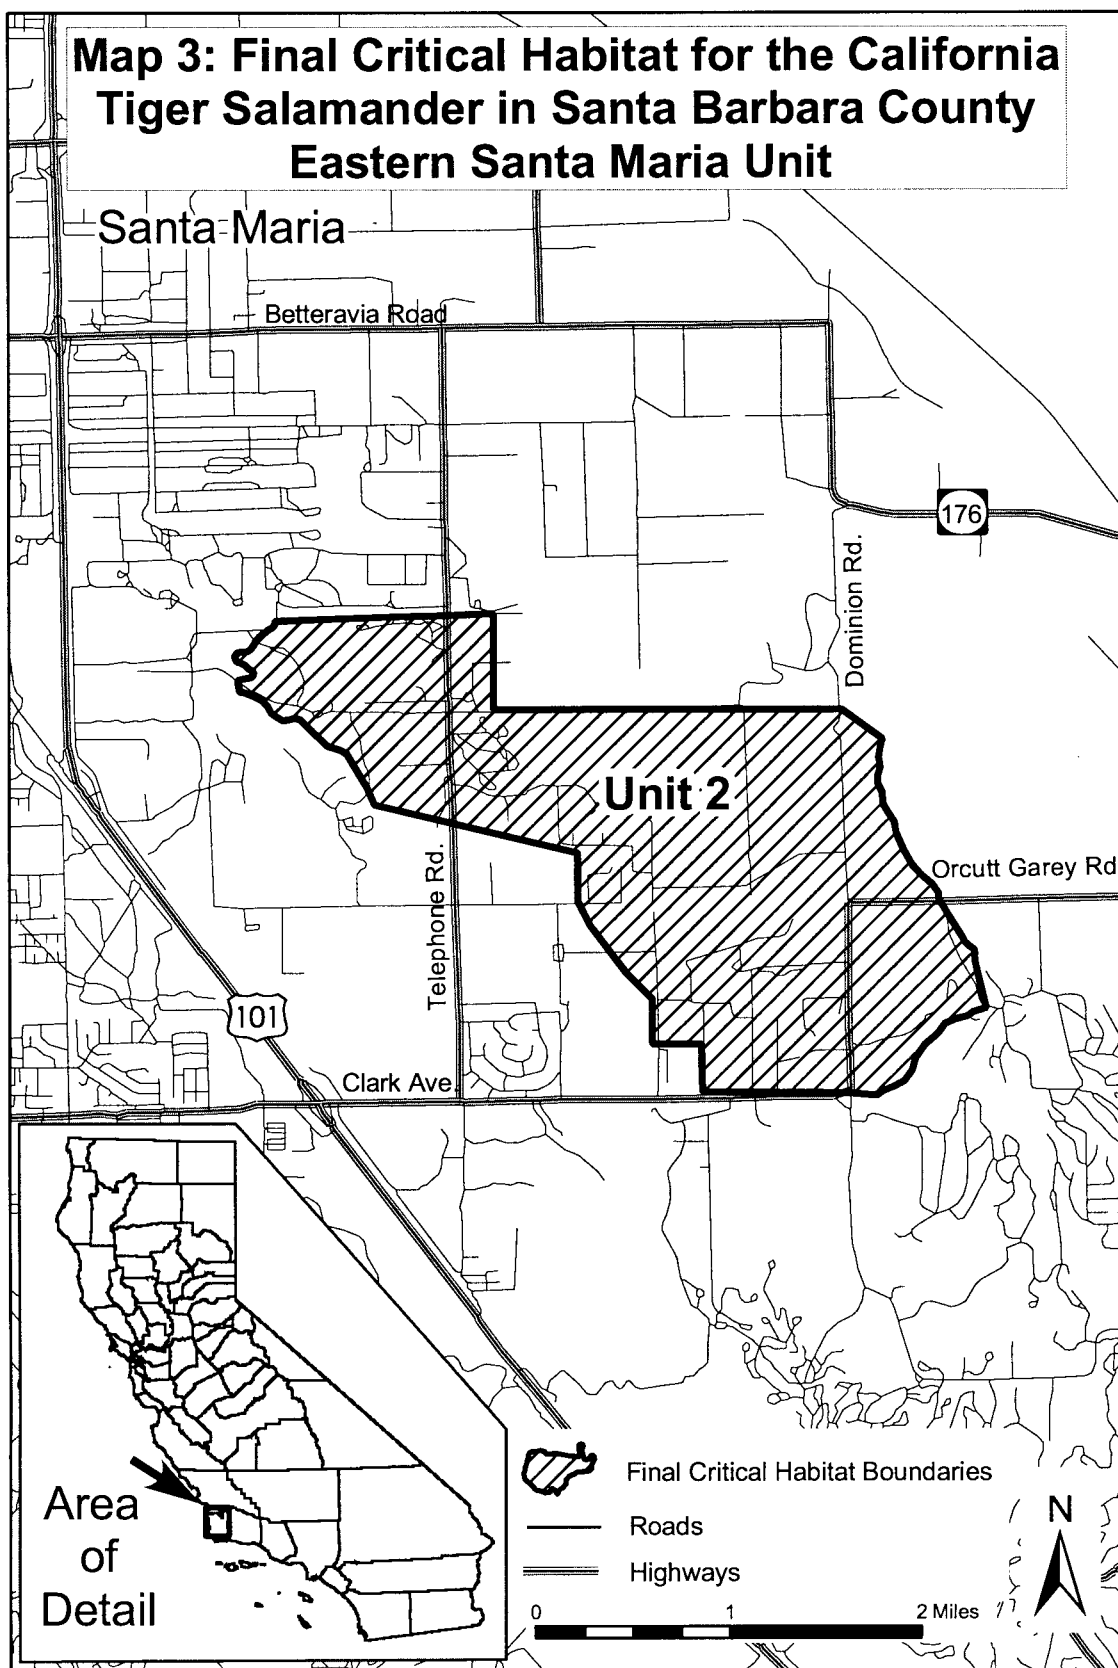 Map 3: Final Critical Habitat for the California
Tiger Salamander in Santa Barbara County
Eastern Santa Maria Unit
Santa Maria
Betteravia Road
176
Dominion Rd.
Unit 2
Orcutt Garey Rd
Telephone Rd.
101
Clark Ave.
Area
of
Detail
Final Critical Habitat Boundaries
Roads
Highways
N
0 1 2 Miles